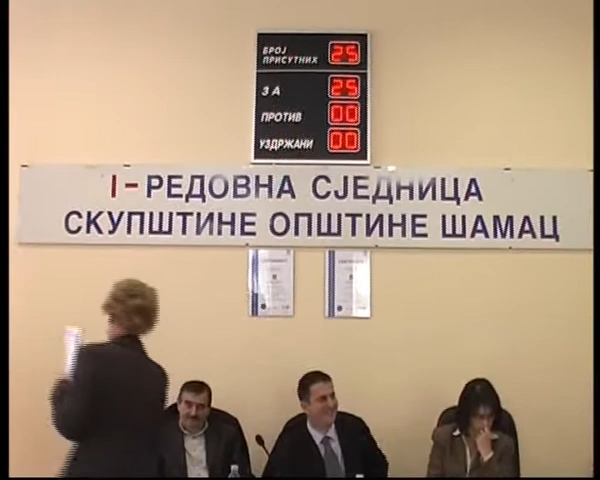 БРОЈ
ПРИСУТНИХ 25
ЗА 25
ПРОТИВ 00
УЗДРЖАНИ 00
I - РЕДОВНА СЈЕДНИЦА
СКУПШТИНЕ ОПШТИНЕ ШАМАЦ